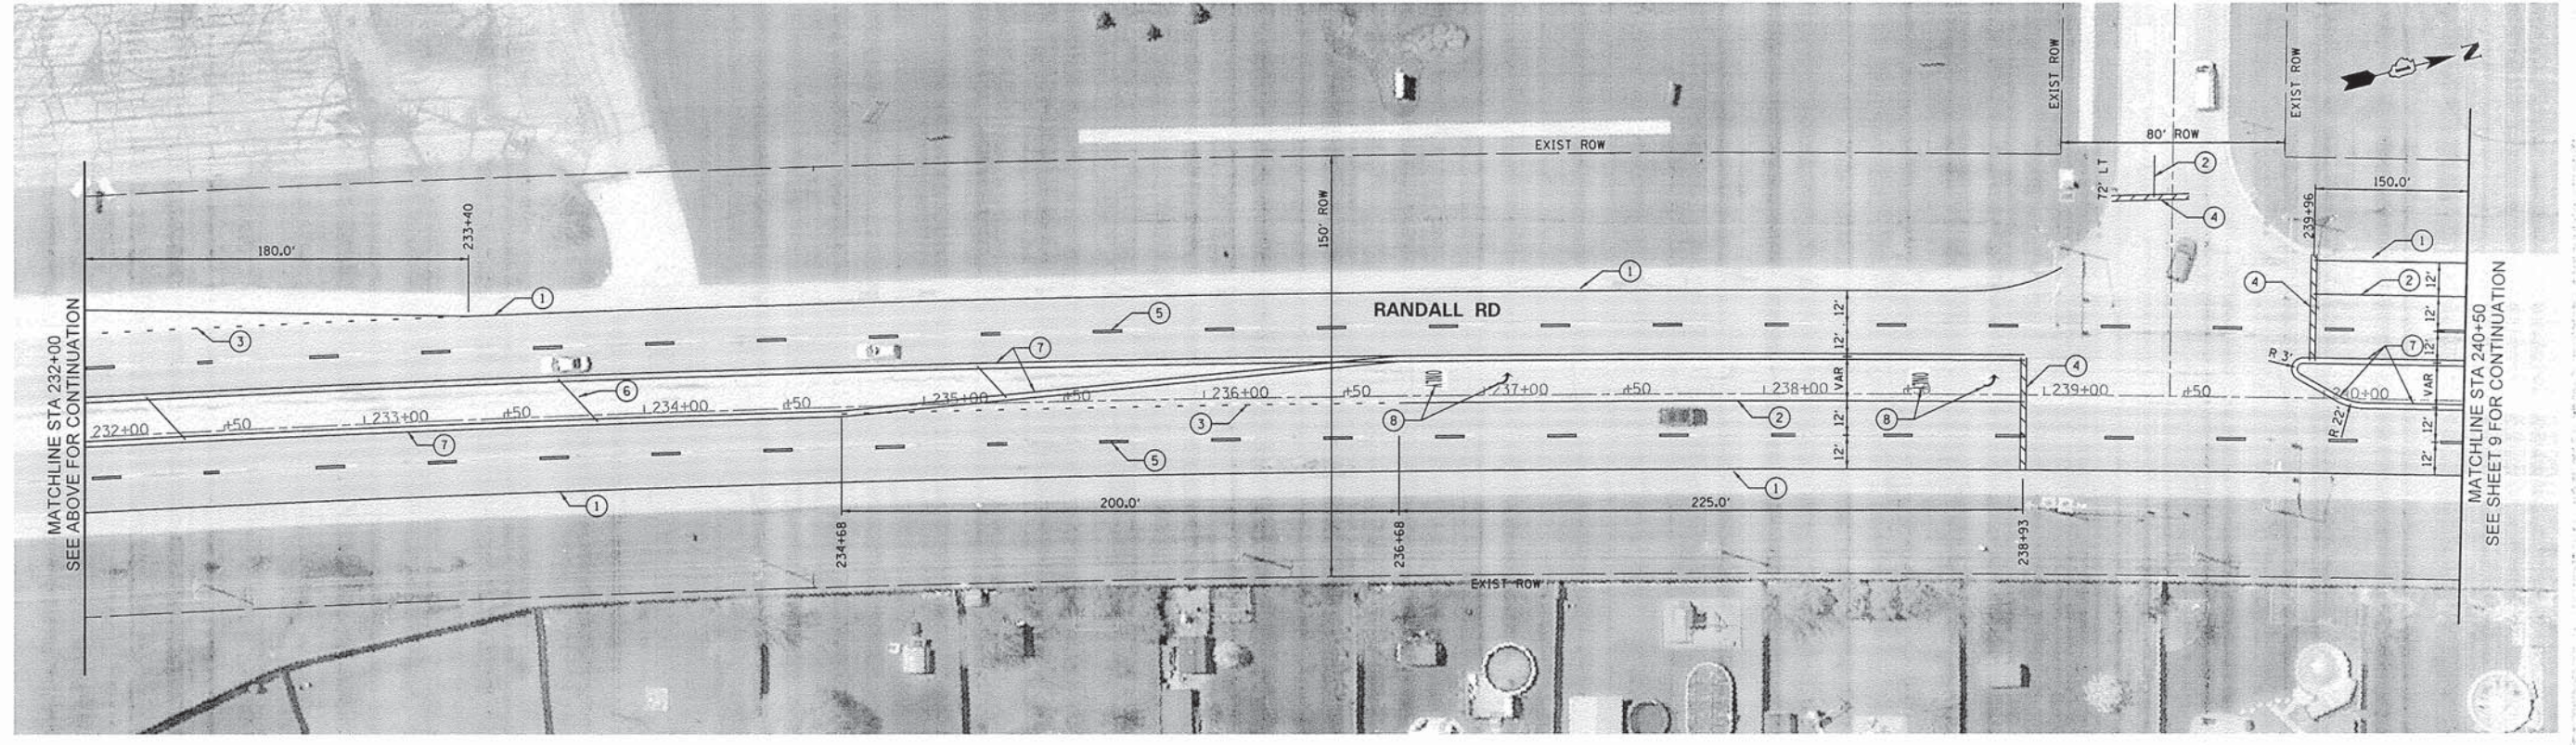 EXIST ROW
EXIST ROW
N
80' ROW
EXIST ROW
2
72' LT
150.0'
4
239+96
150' ROW
233+40
180.0'
1
1
1
4
2
12'
12'
12'
RANDALL RD
12'
12'
5
3
7
6
4
7
R 3'
MATCHLINE STA 232+00
SEE ABOVE FOR CONTINUATION
MATCHLINE STA 240+50
SEE SHEET 9 FOR CONTINUATION
232+00
+50
233+00
+50
234+00
+50
235+00
+50
236+00
+50
237+00
+50
238+00
+50
239+00
+50
240+00
ONLY
ONLY
VAR
VAR
3
8
2
8
R 22'
7
5
12'
12'
12'
12'
1
1
200.0'
225.0'
234+68
236+68
238+93
EXIST ROW